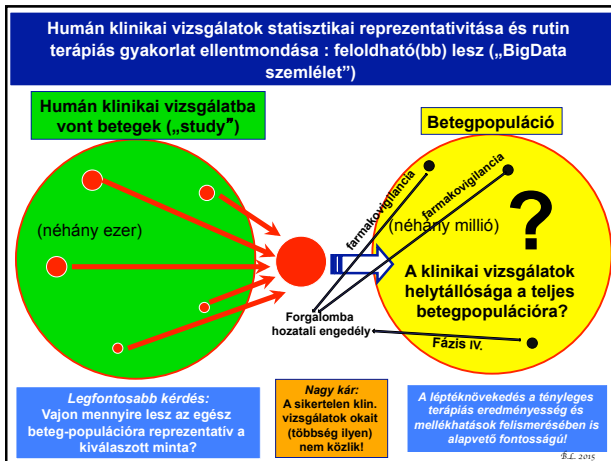 Humán klinikai vizsgálatok statisztikai reprezentativitása és rutin
terápiás gyakorlat ellentmondása : feloldható(bb) lesz („BigData
szemlélet”)
Humán klinikai vizsgálatba
vont betegek („study”)
(néhány ezer)
Betegpopuláció
farmakovigilancia
farmakovigilancia
(néhány millió)
?
A klinikai vizsgálatok
helytállósága a teljes
betegpopulációra?
Forgalomba
hozatali engedély
Fázis IV.
Legfontosabb kérdés:
Vajon mennyire lesz az egész
beteg-populációra reprezentatív a
kiválaszott minta?
Nagy kár:
A sikertelen klin.
vizsgálatok okait
(többség ilyen)
nem közlik!
A léptéknövekedés a tényleges
terápiás eredményesség és
mellékhatások felismerésében is
alapvető fontosságú!
B.L. 2015